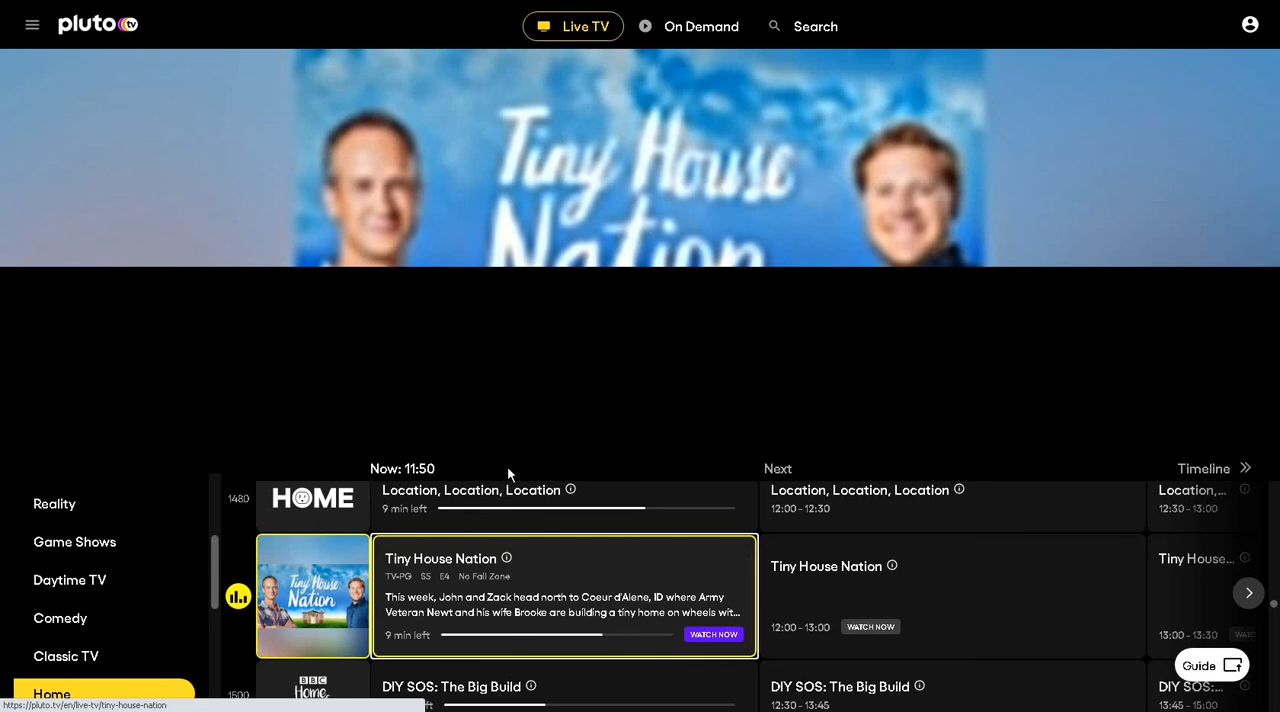 pluto tv
Live TV
On Demand
Search
Tiny House
Nation
Now: 11:50
Next
Timeline
Reality
Game Shows
Daytime TV
Comedy
Classic TV
Home
1480
HOME
Location, Location, Location
9 min left
Location, Location, Location
12:00 - 12:30
Location,...
12:30 - 13:00
Tiny House
Nation
Tiny House Nation
TV-PG S5 E4 No Fall Zone
This week, John and Zack head north to Coeur d'Alene, ID where Army
Veteran Newt and his wife Brooke are building a tiny home on wheels wit...
9 min left
WATCH NOW
Tiny House Nation
12:00 - 13:00
WATCH NOW
Tiny House...
13:00 - 13:30
WATC
Guide
1500
BBC
Home
DIY SOS: The Big Build
ft
DIY SOS: The Big Build
12:30 - 13:45
DIY SOS:...
13:45 - 15:00
https://pluto.tv/en/live-tv/tiny-house-nation